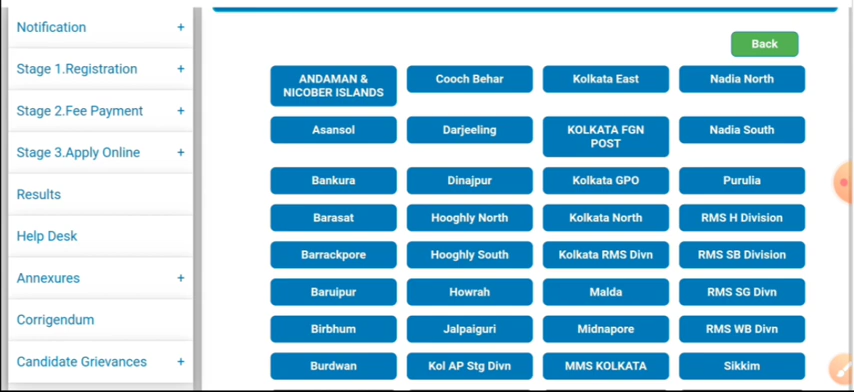 Notification +
Stage 1.Registration +
Stage 2.Fee Payment +
Stage 3.Apply Online +
Results
Help Desk
Annexures +
Corrigendum
Candidate Grievances +
Back
ANDAMAN &
NICOBER ISLANDS
Cooch Behar
Kolkata East
Nadia North
Asansol
Darjeeling
KOLKATA FGN
POST
Nadia South
Bankura
Dinajpur
Kolkata GPO
Purulia
Barasat
Hooghly North
Kolkata North
RMS H Division
Barrackpore
Hooghly South
Kolkata RMS Divn
RMS SB Division
Baruipur
Howrah
Malda
RMS SG Divn
Birbhum
Jalpaiguri
Midnapore
RMS WB Divn
Burdwan
Kol AP Stg Divn
MMS KOLKATA
Sikkim